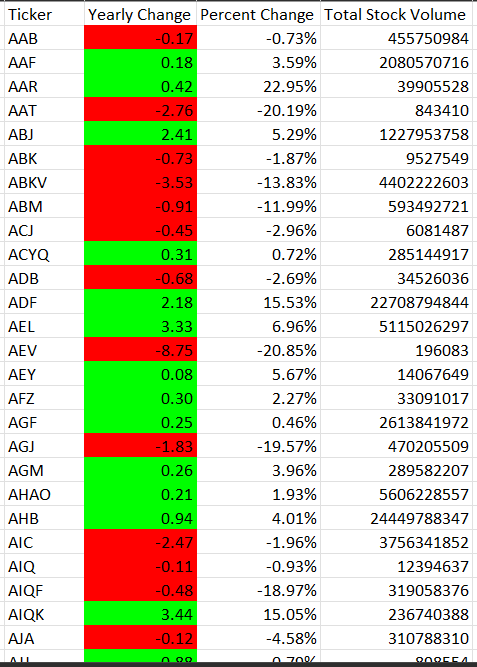 Ticker Yearly Change Percent Change Total Stock Volume
AAB -0.17 -0.73% 455750984
AAF 0.18 3.59% 2080570716
AAR 0.42 22.95% 39905528
AAT -2.76 -20.19% 843410
ABJ 2.41 5.29% 1227953758
ABK -0.73 -1.87% 9527549
ABKV -3.53 -13.83% 4402222603
ABM -0.91 -11.99% 593492721
ACJ -0.45 -2.96% 6081487
ACYQ 0.31 0.72% 285144917
ADB -0.68 -2.69% 34526036
ADF 2.18 15.53% 22708794844
AEL 3.33 6.96% 5115026297
AEV -8.75 -20.85% 196083
AEY 0.08 5.67% 14067649
AFZ 0.30 2.27% 33091017
AGF 0.25 0.46% 2613841972
AGJ -1.83 -19.57% 470205509
AGM 0.26 3.96% 289582207
AHAO 0.21 1.93% 5606228557
AHB 0.94 4.01% 24449788347
AIC -2.47 -1.96% 3756341852
AIQ -0.11 -0.93% 12394637
AIQF -0.48 -18.97% 319058376
AIQK 3.44 15.05% 236740388
AJA -0.12 -4.58% 310788310